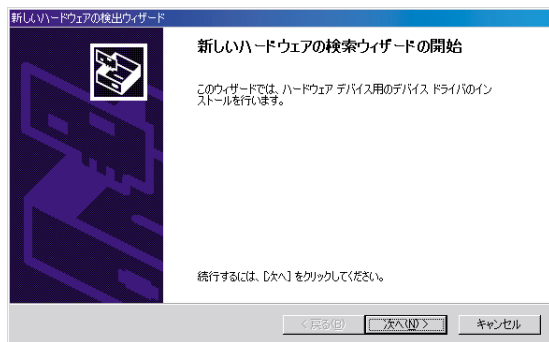 新しいハードウェアの検出ウィザード
新しいハードウェアの検索ウィザードの開始
このウィザードでは、ハードウェア デバイス用のデバイス ドライバのイン
ストールを行います。
続行するには、[次へ] をクリックしてください。
< 戻る(B)
次へ(N) >
キャンセル